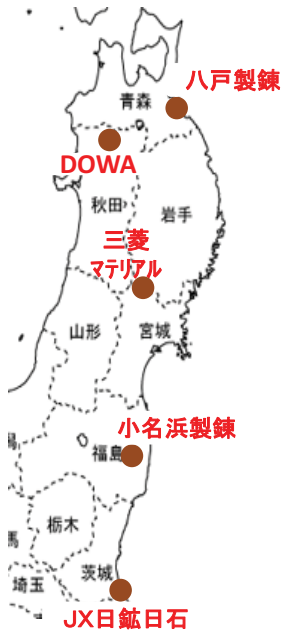 八戸製錬
青森
DOWA
秋田
岩手
三菱
マテリアル
山形
宮城
小名浜製錬
福島
栃木
茨城
埼玉
JX日鉱日石